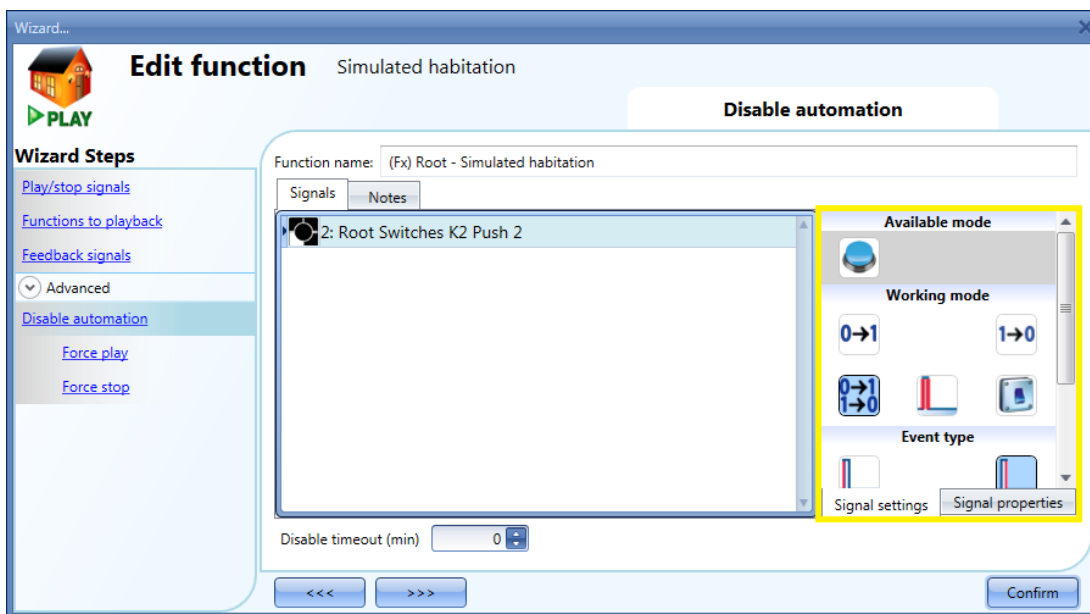 Wizard...
Edit function Simulated habitation
PLAY
Disable automation
Wizard Steps
Play/stop signals
Functions to playback
Feedback signals
Advanced
Disable automation
Force play
Force stop
Function name: (Fx) Root - Simulated habitation
Signals Notes
2: Root Switches K2 Push 2
Available mode
Working mode
0→1 1→0
0→1
1→0
Event type
Signal settings Signal properties
Disable timeout (min) 0
<<< >>> Confirm